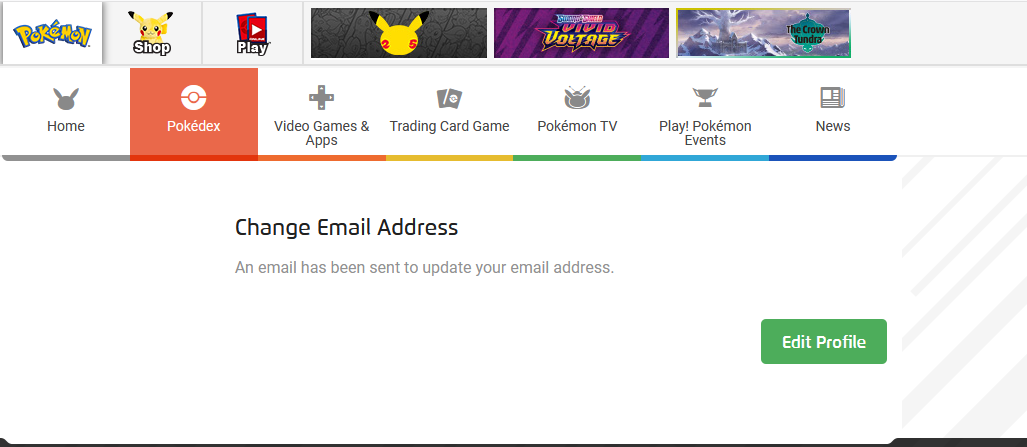 Pokémon
Shop
Play
25
Sword & Shield
VIVID
VOLTAGE
The Crown
Tundra
Home
Pokédex
Video Games &
Apps
Trading Card Game
Pokémon TV
Play! Pokémon
Events
News
Change Email Address
An email has been sent to update your email address.
Edit Profile